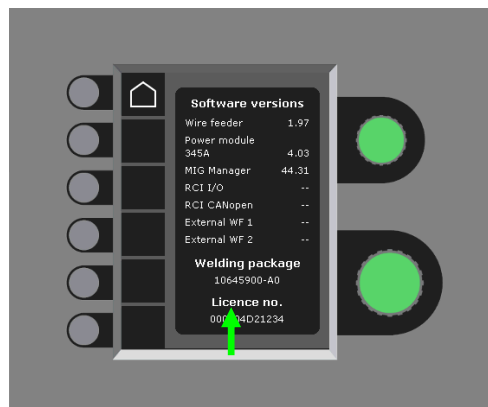 Software versions
Wire feeder 1.97
Power module
345A 4.03
MIG Manager 44.31
RCI I/O --
RCI CANopen --
External WF 1 --
External WF 2 --
Welding package
10645900-A0
Licence no.